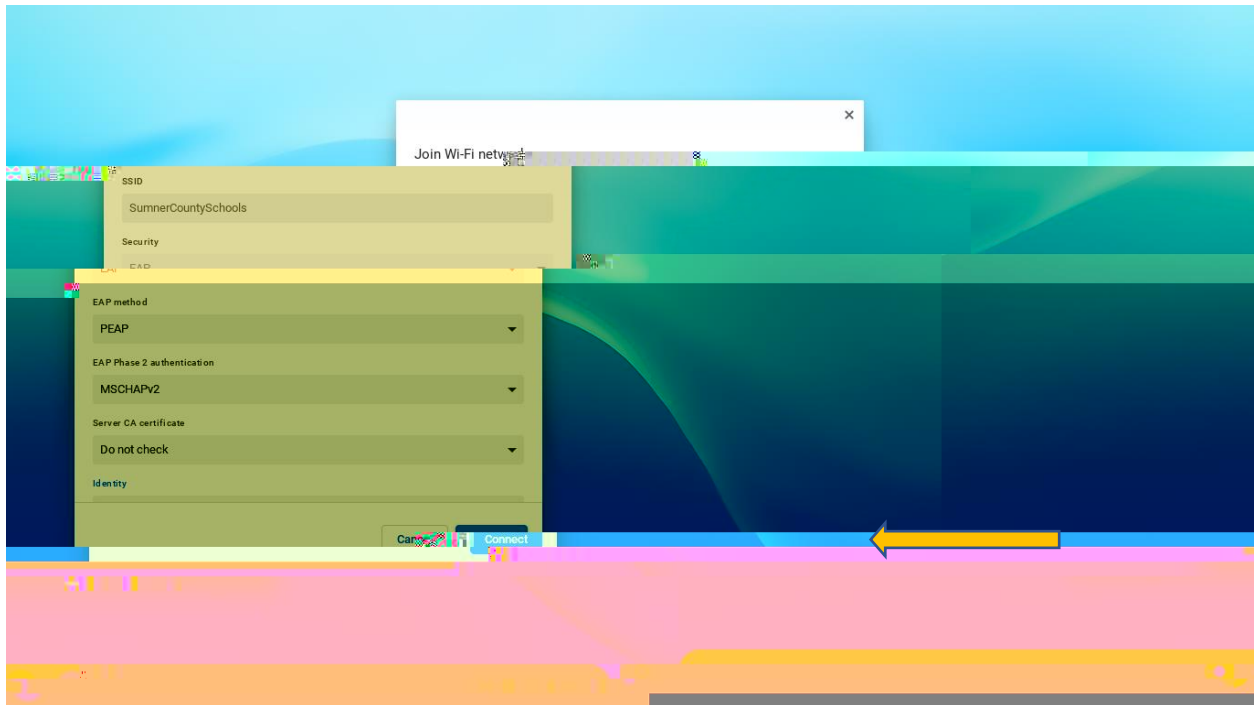 Join Wi-Fi
SSID
SumnerCountySchools
Security
EAP
EAP method
PEAP
EAP Phase 2 authentication
MSCHAPv2
Server CA certificate
Do not check
Identity
Connect